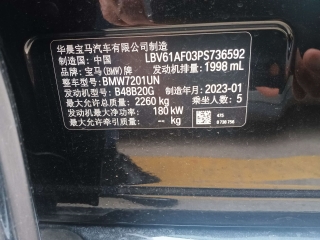 华晨宝马汽车有限公司制造
制造国: 中国 LBV61AF03PS736592
品牌: 宝马(BMW)牌 发动机排量: 1998 mL
整车型号: BMW7201UN
发动机型号: B48B20G 制造年月: 2023-01
最大总质量: 2260 kg 乘坐人数: 5
发动机最大净功率: 180 kW
最大允许牵引质量: -- kg